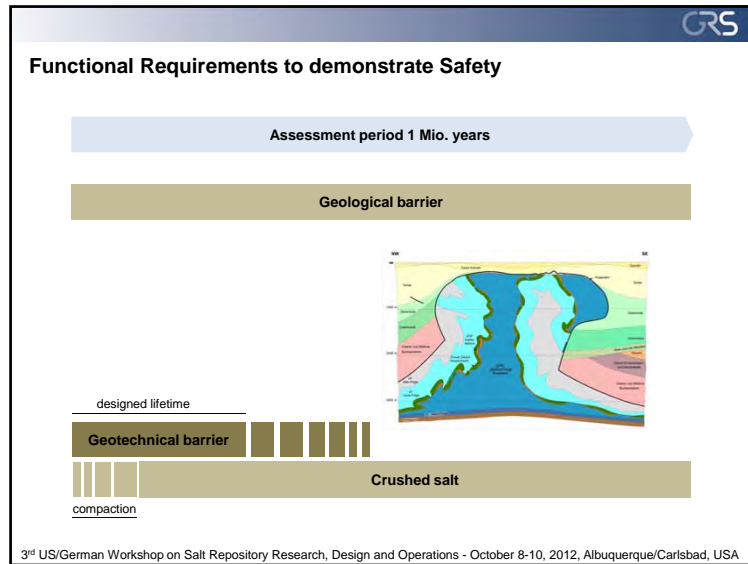 GRS
Functional Requirements to demonstrate Safety
Assessment period 1 Mio. years
Geological barrier
NW
SE
designed lifetime
Geotechnical barrier
Crushed salt
compaction
3rd US/German Workshop on Salt Repository Research, Design and Operations - October 8-10, 2012, Albuquerque/Carlsbad, USA